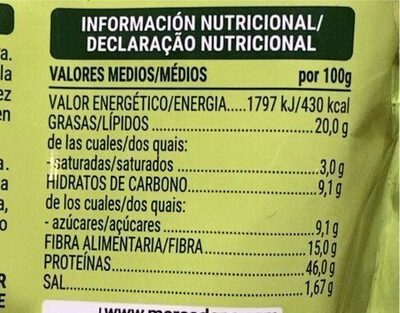 INFORMACIÓN NUTRICIONAL/
DECLARAÇÃO NUTRICIONAL
VALORES MEDIOS/MÉDIOS por 100g
VALOR ENERGÉTICO/ENERGIA.....1797 kJ/430 kcal
GRASAS/LÍPIDOS..............................20,0 g
de las cuales/dos quais:
- saturadas/saturados..............................3,0 g
HIDRATOS DE CARBONO..............................9,1 g
de los cuales/dos quais:
- azúcares/açúcares..............................9,1 g
FIBRA ALIMENTARIA/FIBRA..............................15,0 g
PROTEÍNAS..............................46,0 g
SAL..............................1,67 g